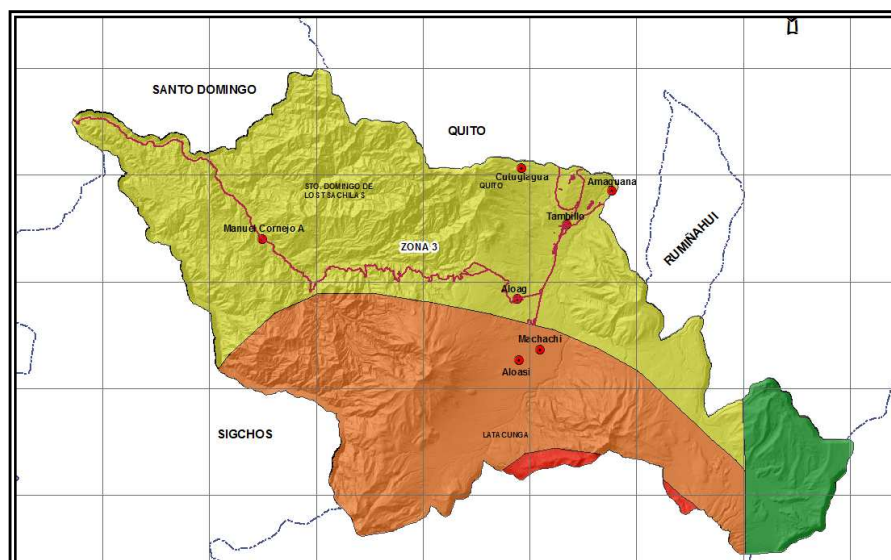 SANTO DOMINGO
QUITO
Cutuglagua
STO. DOMINGO DE
LOS TSACHILAS
QUITO
Amaguana
Tambillo
Manuel Cornejo A
ZONA 3
RUMIÑAHUI
Aloag
Machachi
Aloasi
SIGCHOS
LATACUNGA